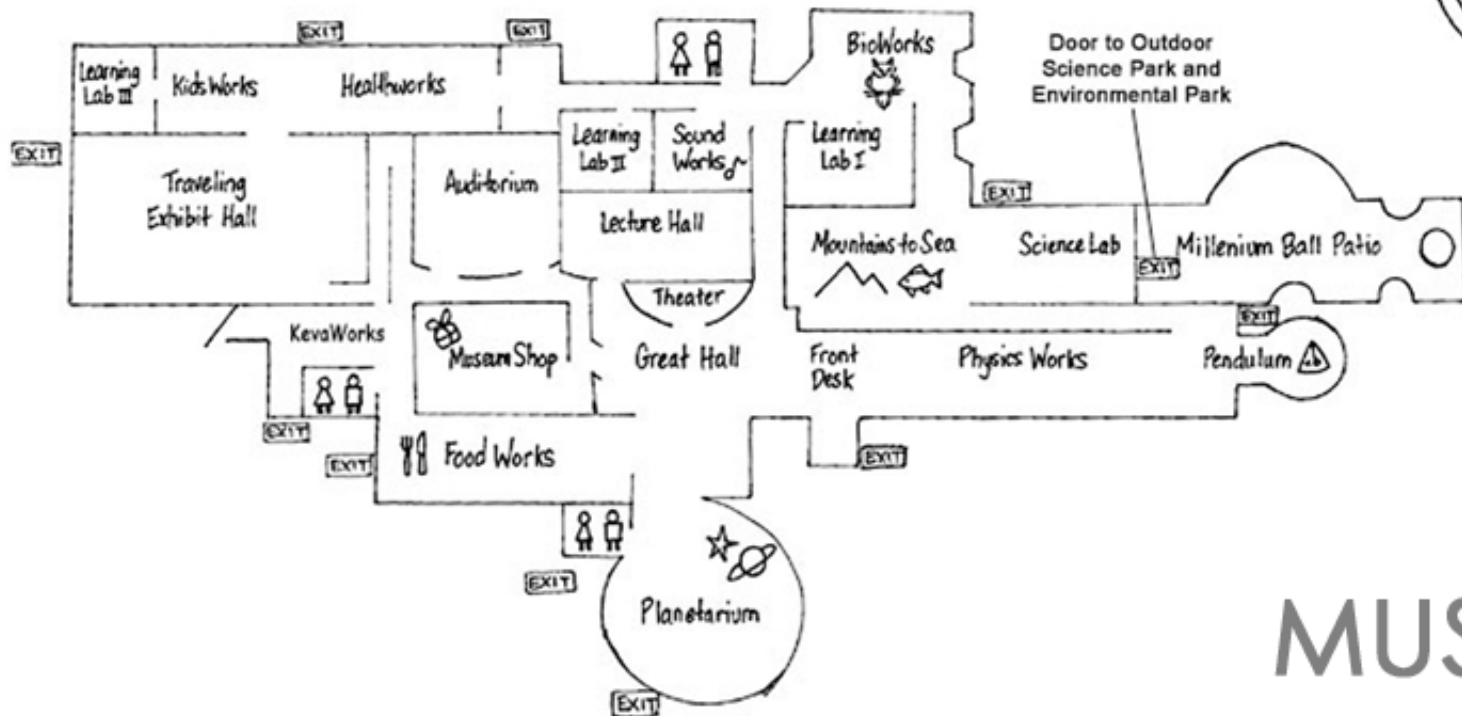 EXIT
EXIT
BioWorks
Door to Outdoor
Science Park and
Environmental Park
Learning
Lab III
KidsWorks
Healthworks
EXIT
Learning
Lab II
Sound
Works
Learning
Lab I
Traveling
Exhibit Hall
Auditorium
EXIT
Lecture Hall
Mountains to Sea
Science Lab
Millenium Ball Patio
EXIT
Theater
EXIT
KevaWorks
Museum Shop
Great Hall
Front
Desk
Physics Works
Pendulum
EXIT
EXIT
Food Works
EXIT
EXIT
Planetarium
EXIT
MUS